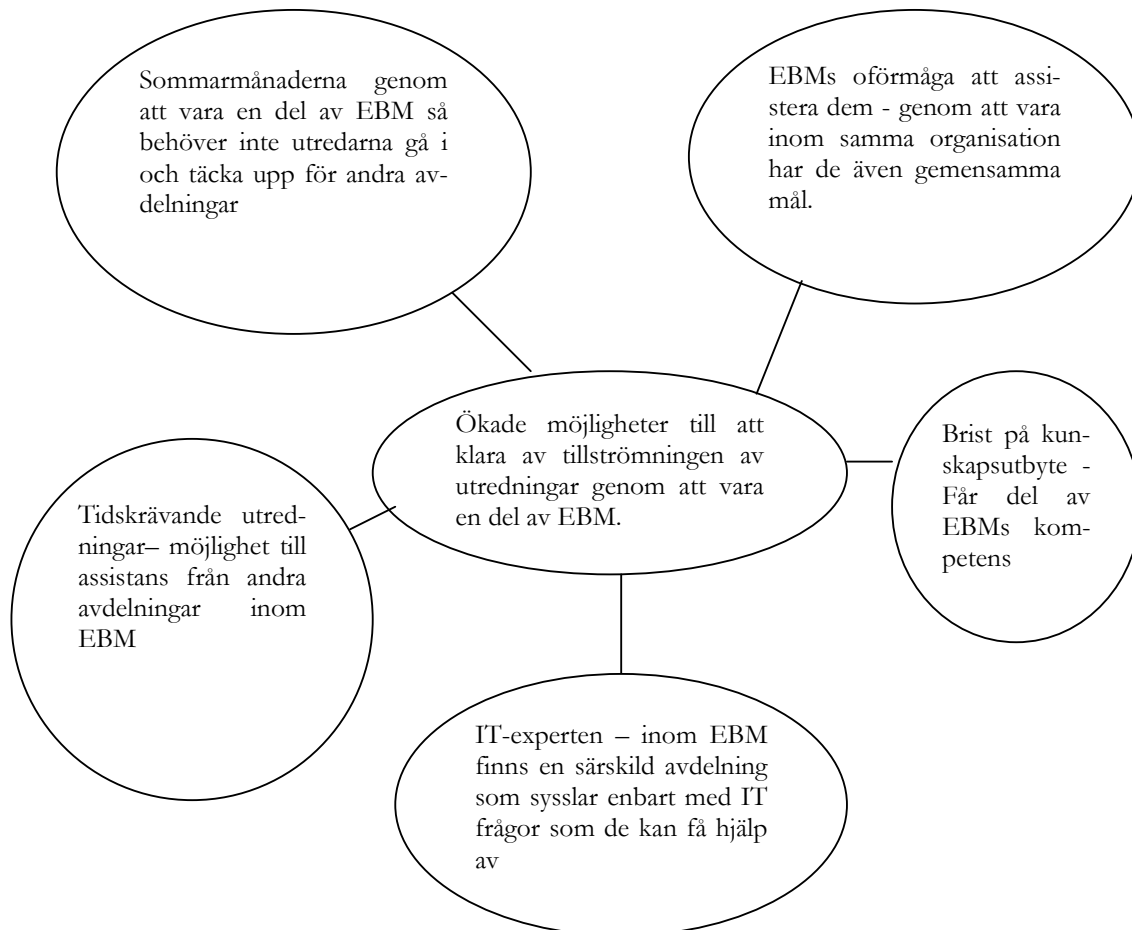 Sommarmånaderna genom
att vara en del av EBM så
behöver inte utredarna gå i
och täcka upp för andra av-
delningar
EBMs oförmåga att assi-
stera dem - genom att vara
inom samma organisation
har de även gemensamma
mål.
Ökade möjligheter till att
klara av tillströmningen av
utredningar genom att vara
en del av EBM.
Brist på kun-
skapsutbyte -
Får del av
EBMs kom-
petens
Tidskrävande utred-
ningar– möjlighet till
assistans från andra
avdelningar inom
EBM
IT-experten – inom EBM
finns en särskild avdelning
som sysslar enbart med IT
frågor som de kan få hjälp
av